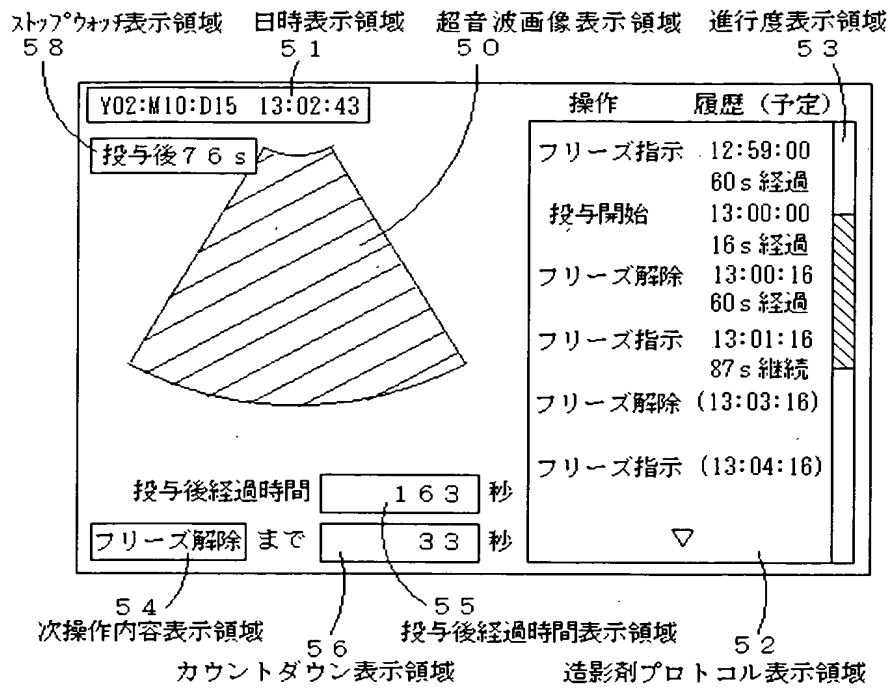 ストップウォッチ表示領域 日時表示領域 超音波画像表示領域 進行度表示領域
58 51 50 53
Y02:M10:D15 13:02:43
投与後76s
操作 履歴（予定）
フリーズ指示 12:59:00
60s経過
投与開始 13:00:00
16s経過
フリーズ解除 13:00:16
60s経過
フリーズ指示 13:01:16
87s継続
フリーズ解除 (13:03:16)
フリーズ指示 (13:04:16)
▽
投与後経過時間 163 秒
フリーズ解除 まで 33 秒
54 55
次操作内容表示領域 投与後経過時間表示領域
56 52
カウントダウン表示領域 造影剤プロトコル表示領域